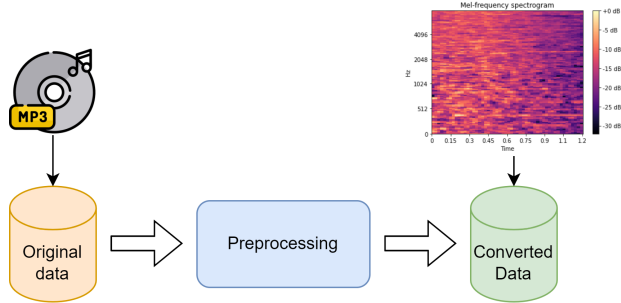 Mel-frequency spectrogram
+0 dB
4096
-5 dB
-10 dB
2048
Hz
-15 dB
1024
-20 dB
MP3
512
-25 dB
-30 dB
0
0 0.15 0.3 0.45 0.6 0.75 0.9 1.1 1.2
Time
Original
data
Preprocessing
Converted
Data